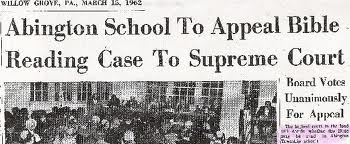 WILLOW GROVE, PA., MARCH 15, 1962
Abington School To Appeal Bible
Reading Case To Supreme Court
Board Votes
Unanimously
For Appeal